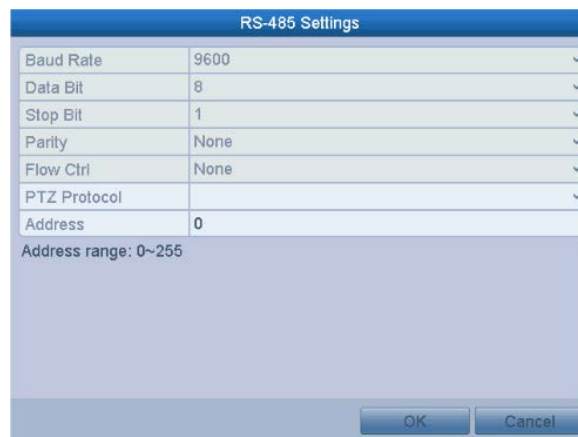 RS-485 Settings
Baud Rate 9600
Data Bit 8
Stop Bit 1
Parity None
Flow Ctrl None
PTZ Protocol
Address 0
Address range: 0~255
OK Cancel